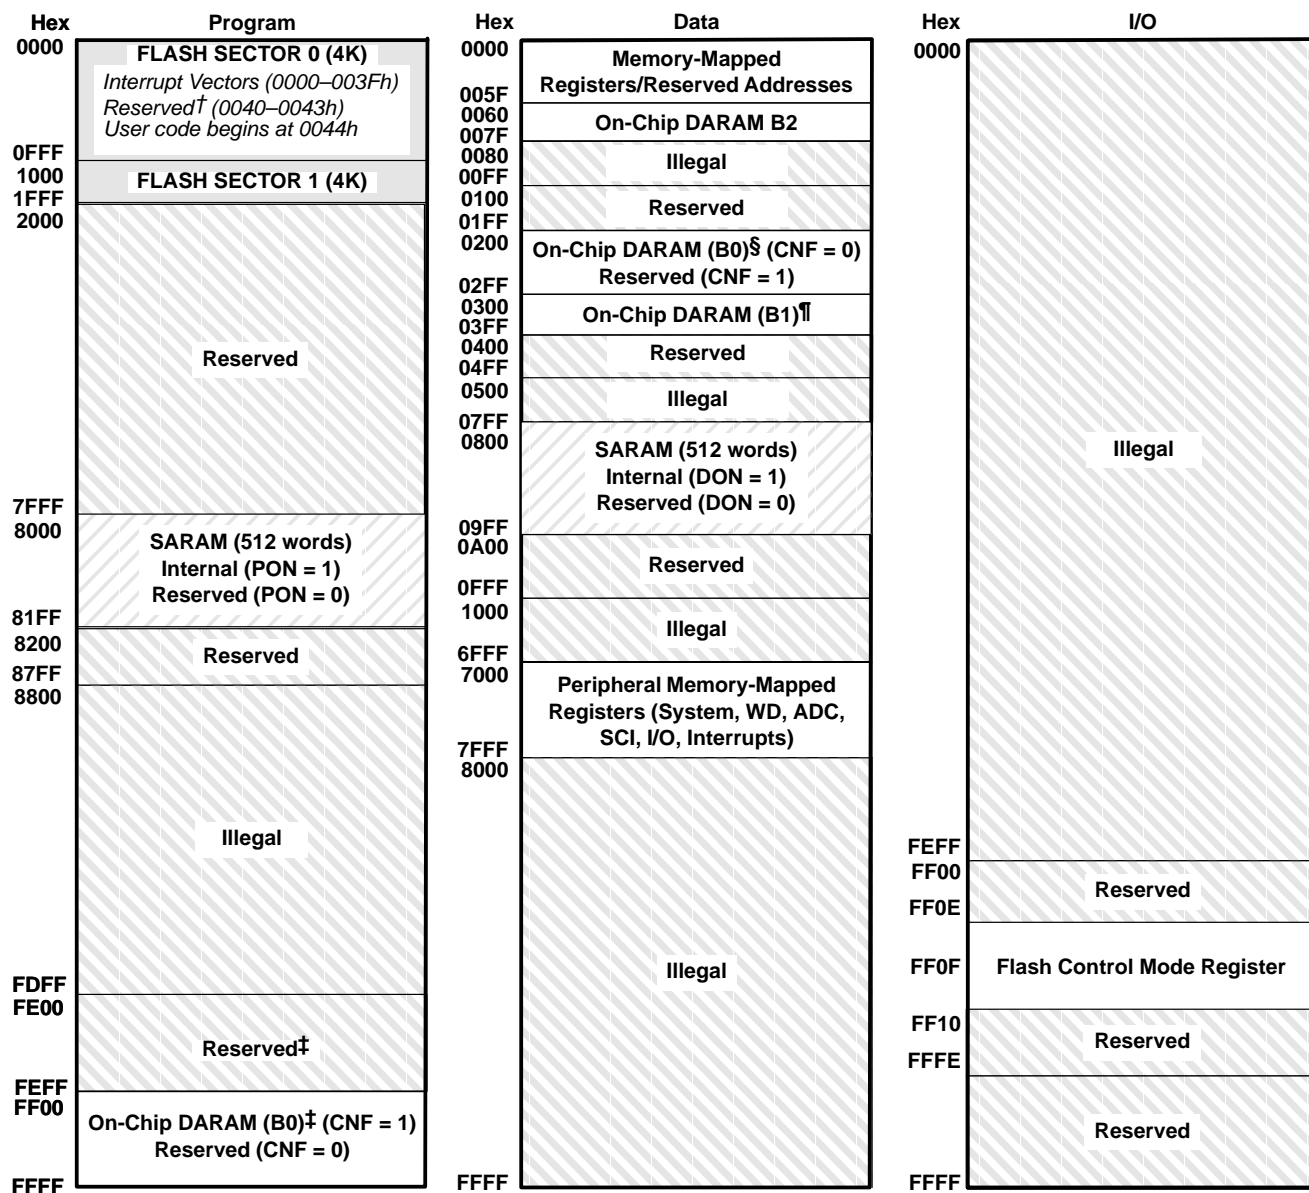 Hex Program
0000
FLASH SECTOR 0 (4K)
Interrupt Vectors (0000–003Fh)
Reserved† (0040–0043h)
User code begins at 0044h
0FFF
1000
FLASH SECTOR 1 (4K)
1FFF
2000
Reserved
7FFF
8000
SARAM (512 words)
Internal (PON = 1)
Reserved (PON = 0)
81FF
8200
Reserved
87FF
8800
Illegal
FDFF
FE00
Reserved‡
FEFF
FF00
On-Chip DARAM (B0)‡ (CNF = 1)
Reserved (CNF = 0)
FFFF
Hex Data
0000
Memory-Mapped
Registers/Reserved Addresses
005F
0060
On-Chip DARAM B2
007F
0080
Illegal
00FF
0100
Reserved
01FF
0200
On-Chip DARAM (B0)§ (CNF = 0)
Reserved (CNF = 1)
02FF
0300
On-Chip DARAM (B1)¶
03FF
0400
Reserved
04FF
0500
Illegal
07FF
0800
SARAM (512 words)
Internal (DON = 1)
Reserved (DON = 0)
09FF
0A00
Reserved
0FFF
1000
Illegal
6FFF
7000
Peripheral Memory-Mapped
Registers (System, WD, ADC,
SCI, I/O, Interrupts)
7FFF
8000
Illegal
FFFF
Hex I/O
0000
Illegal
FEFF
FF00
Reserved
FF0E
FF0F Flash Control Mode Register
FF10
Reserved
FFFE
Reserved
FFFF